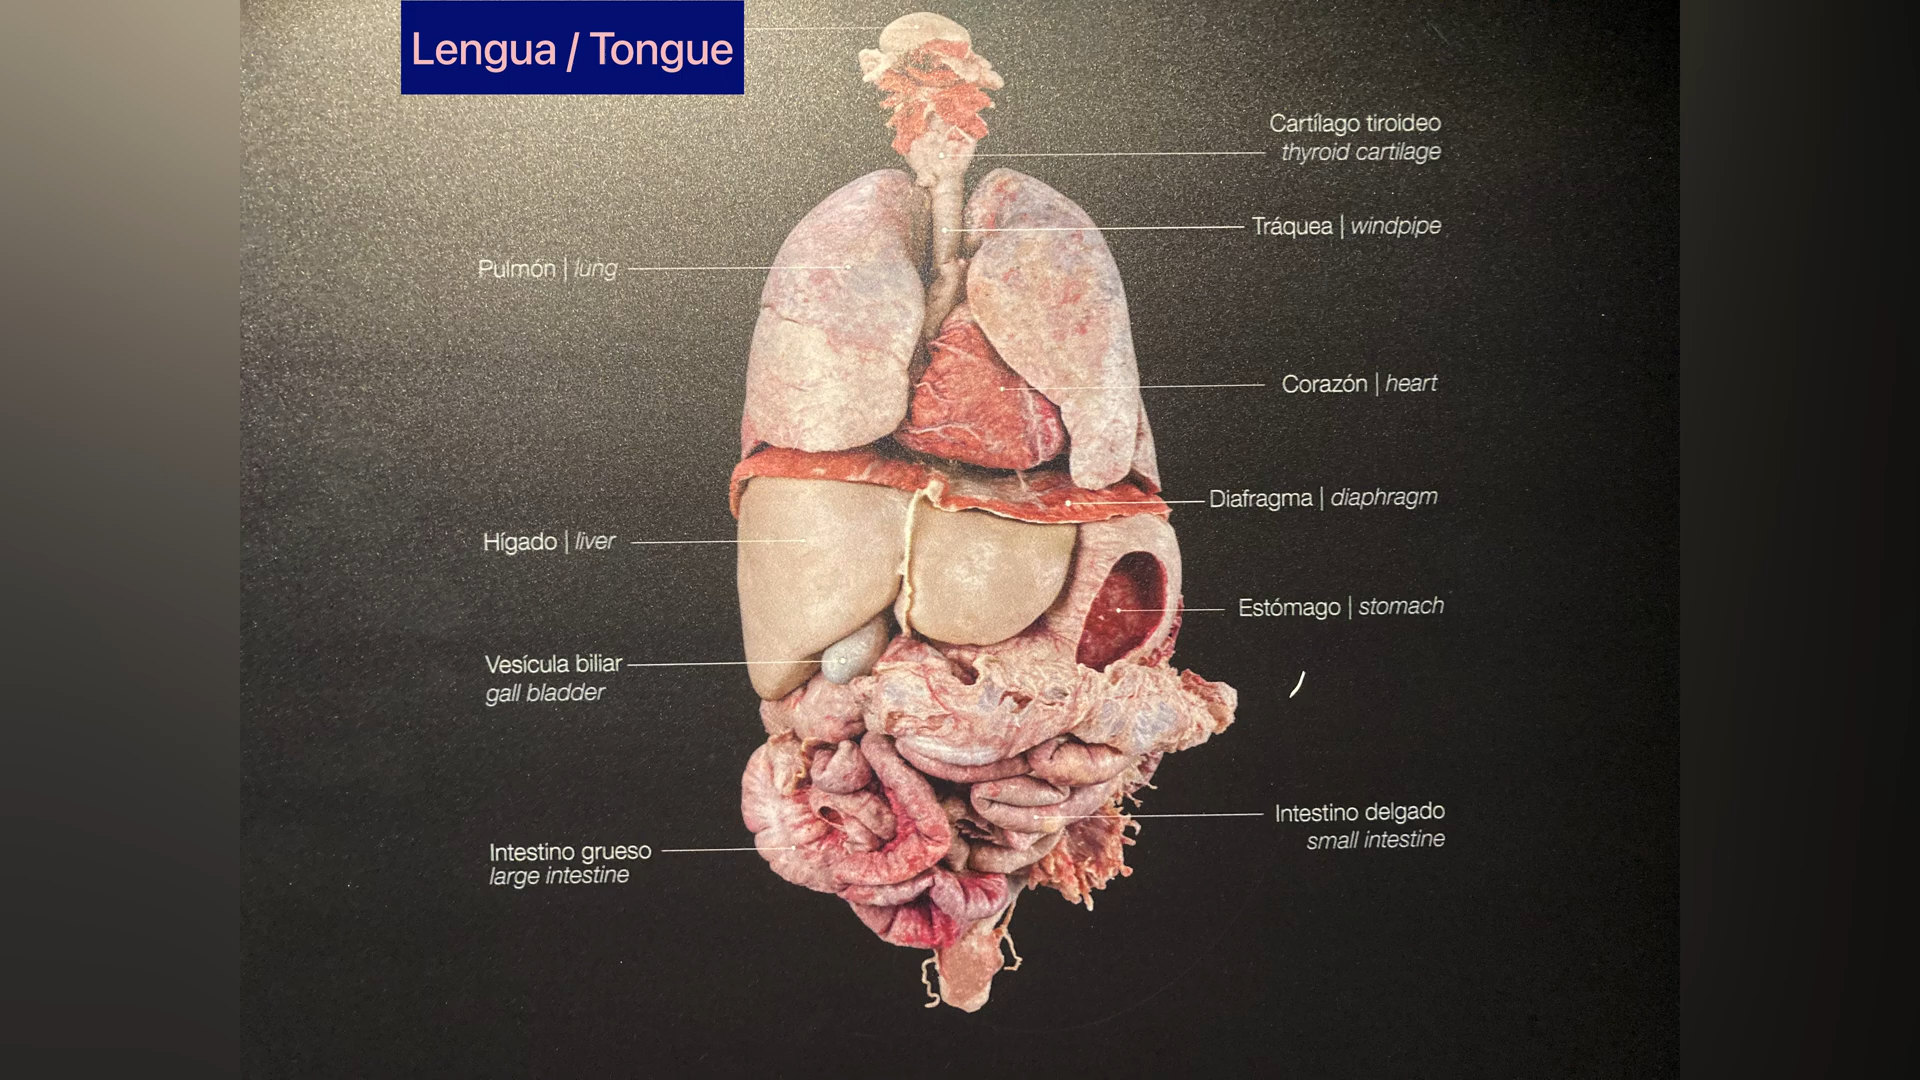 Lengua / Tongue
Cartílago tiroideo
thyroid cartilage
Tráquea | windpipe
Pulmón | lung
Corazón | heart
Diafragma | diaphragm
Hígado | liver
Estómago | stomach
Vesícula biliar
gall bladder
Intestino delgado
small intestine
Intestino grueso
large intestine